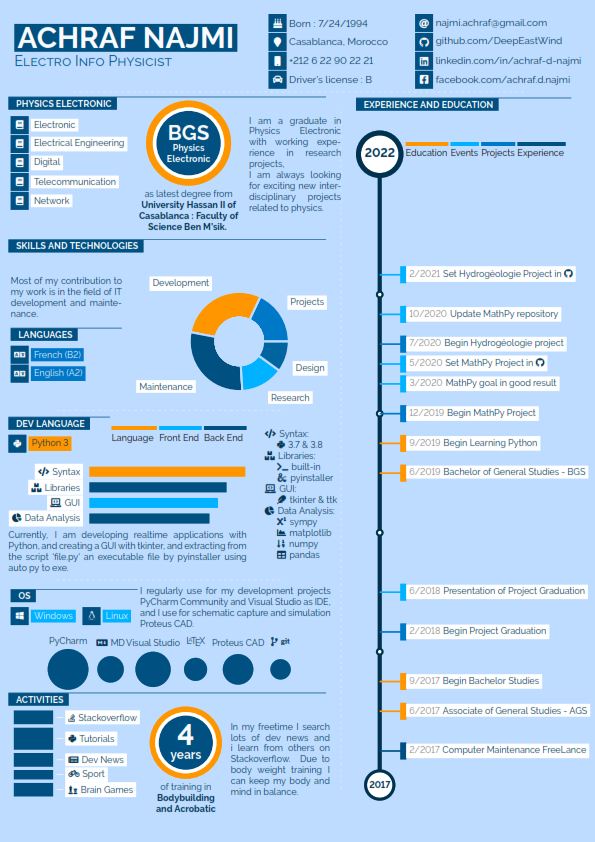 ACHRAF NAJMI
ELECTRO INFO PHYSICIST
Born : 7/24/1994
Casablanca, Morocco
+212 6 22 90 22 21
Driver's license : B
najmi.achraf@gmail.com
github.com/DeepEastWind
linkedin.com/in/achraf-d-najmi
facebook.com/achraf.d.najmi
PHYSICS ELECTRONIC
Electronic
Electrical Engineering
Digital
Telecommunication
Network
BGS
Physics
Electronic
as latest degree from
University Hassan II of
Casablanca : Faculty of
Science Ben M'sik.
I am a graduate in
Physics Electronic
with working expe-
rience in research
projects,
I am always looking
for exciting new inter-
disciplinary projects
related to physics.
SKILLS AND TECHNOLOGIES
Most of my contribution to
my work is in the field of IT
development and mainte-
nance.
LANGUAGES
French (B2)
English (A2)
Development
Projects
Design
Research
Maintenance
DEV LANGUAGE
Python 3
Language Front End Back End
Syntax
Libraries
GUI
Data Analysis
Syntax:
3.7 & 3.8
Libraries:
built-in
pyinstaller
GUI:
tkinter & ttk
Data Analysis:
sympy
matplotlib
numpy
pandas
Currently, I am developing realtime applications with
Python, and creating a GUI with tkinter, and extracting from
the script 'file.py' an executable file by pyinstaller using
auto py to exe.
OS
Windows
Linux
I regularly use for my development projects
PyCharm Community and Visual Studio as IDE,
and I use for schematic capture and simulation
Proteus CAD.
PyCharm MD Visual Studio LATEX Proteus CAD git
ACTIVITIES
Stackoverflow
Tutorials
Dev News
Sport
Brain Games
4
years
of training in
Bodybuilding
and Acrobatic
In my freetime I search
lots of dev news and
i learn from others on
Stackoverflow. Due to
body weight training I
can keep my body and
mind in balance.
EXPERIENCE AND EDUCATION
2022
Education Events Projects Experience
2/2021 Set Hydrogéologie Project in
10/2020 Update MathPy repository
7/2020 Begin Hydrogéologie project
5/2020 Set MathPy Project in
3/2020 MathPy goal in good result
12/2019 Begin MathPy Project
9/2019 Begin Learning Python
6/2019 Bachelor of General Studies - BGS
6/2018 Presentation of Project Graduation
2/2018 Begin Project Graduation
9/2017 Begin Bachelor Studies
6/2017 Associate of General Studies - AGS
2/2017 Computer Maintenance FreeLance
2017